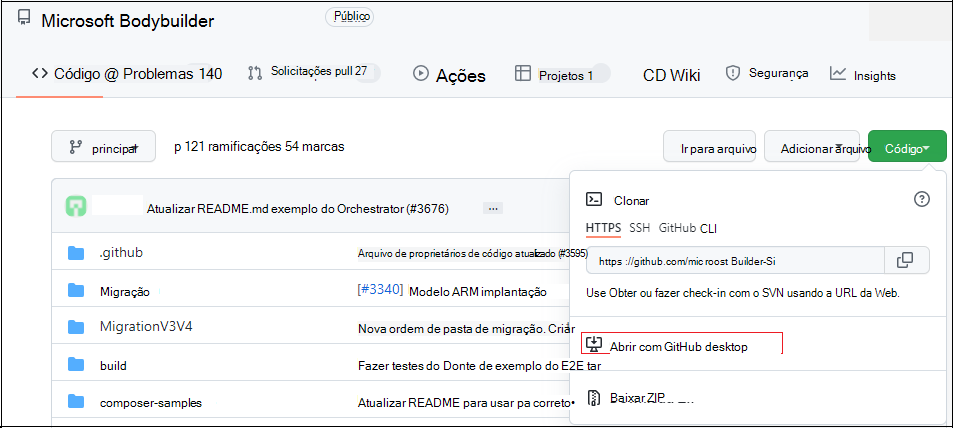 Microsoft Bodybuilder Público
Código @ Problemas 140 Solicitações pull 27 Ações Projetos 1 CD Wiki Segurança Insights
principal p 121 ramificações 54 marcas Ir para arquivo Adicionar arquivo Código
Atualizar README.md exemplo do Orchestrator (#3676) ...
Clonar
HTTPS SSH GitHub CLI
.github Arquivo de proprietários de código atualizado (#3595)
https ://github.com/microost Builder-Si
Migração [#3340] Modelo ARM implantação
Use Obter ou fazer check-in com o SVN usando a URL da Web.
MigrationV3V4 Nova ordem de pasta de migração. Criar
Abrir com GitHub desktop
build Fazer testes do Donte de exemplo do E2E tar
composer-samples Atualizar README para usar pa correto•
Baixar ZIP